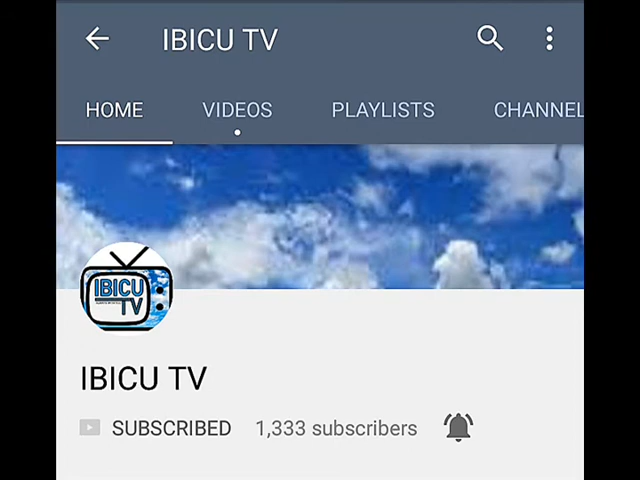 IBICU TV
HOME VIDEOS PLAYLISTS CHANNEL
IBICU
TV
IBICU TV
SUBSCRIBED 1,333 subscribers